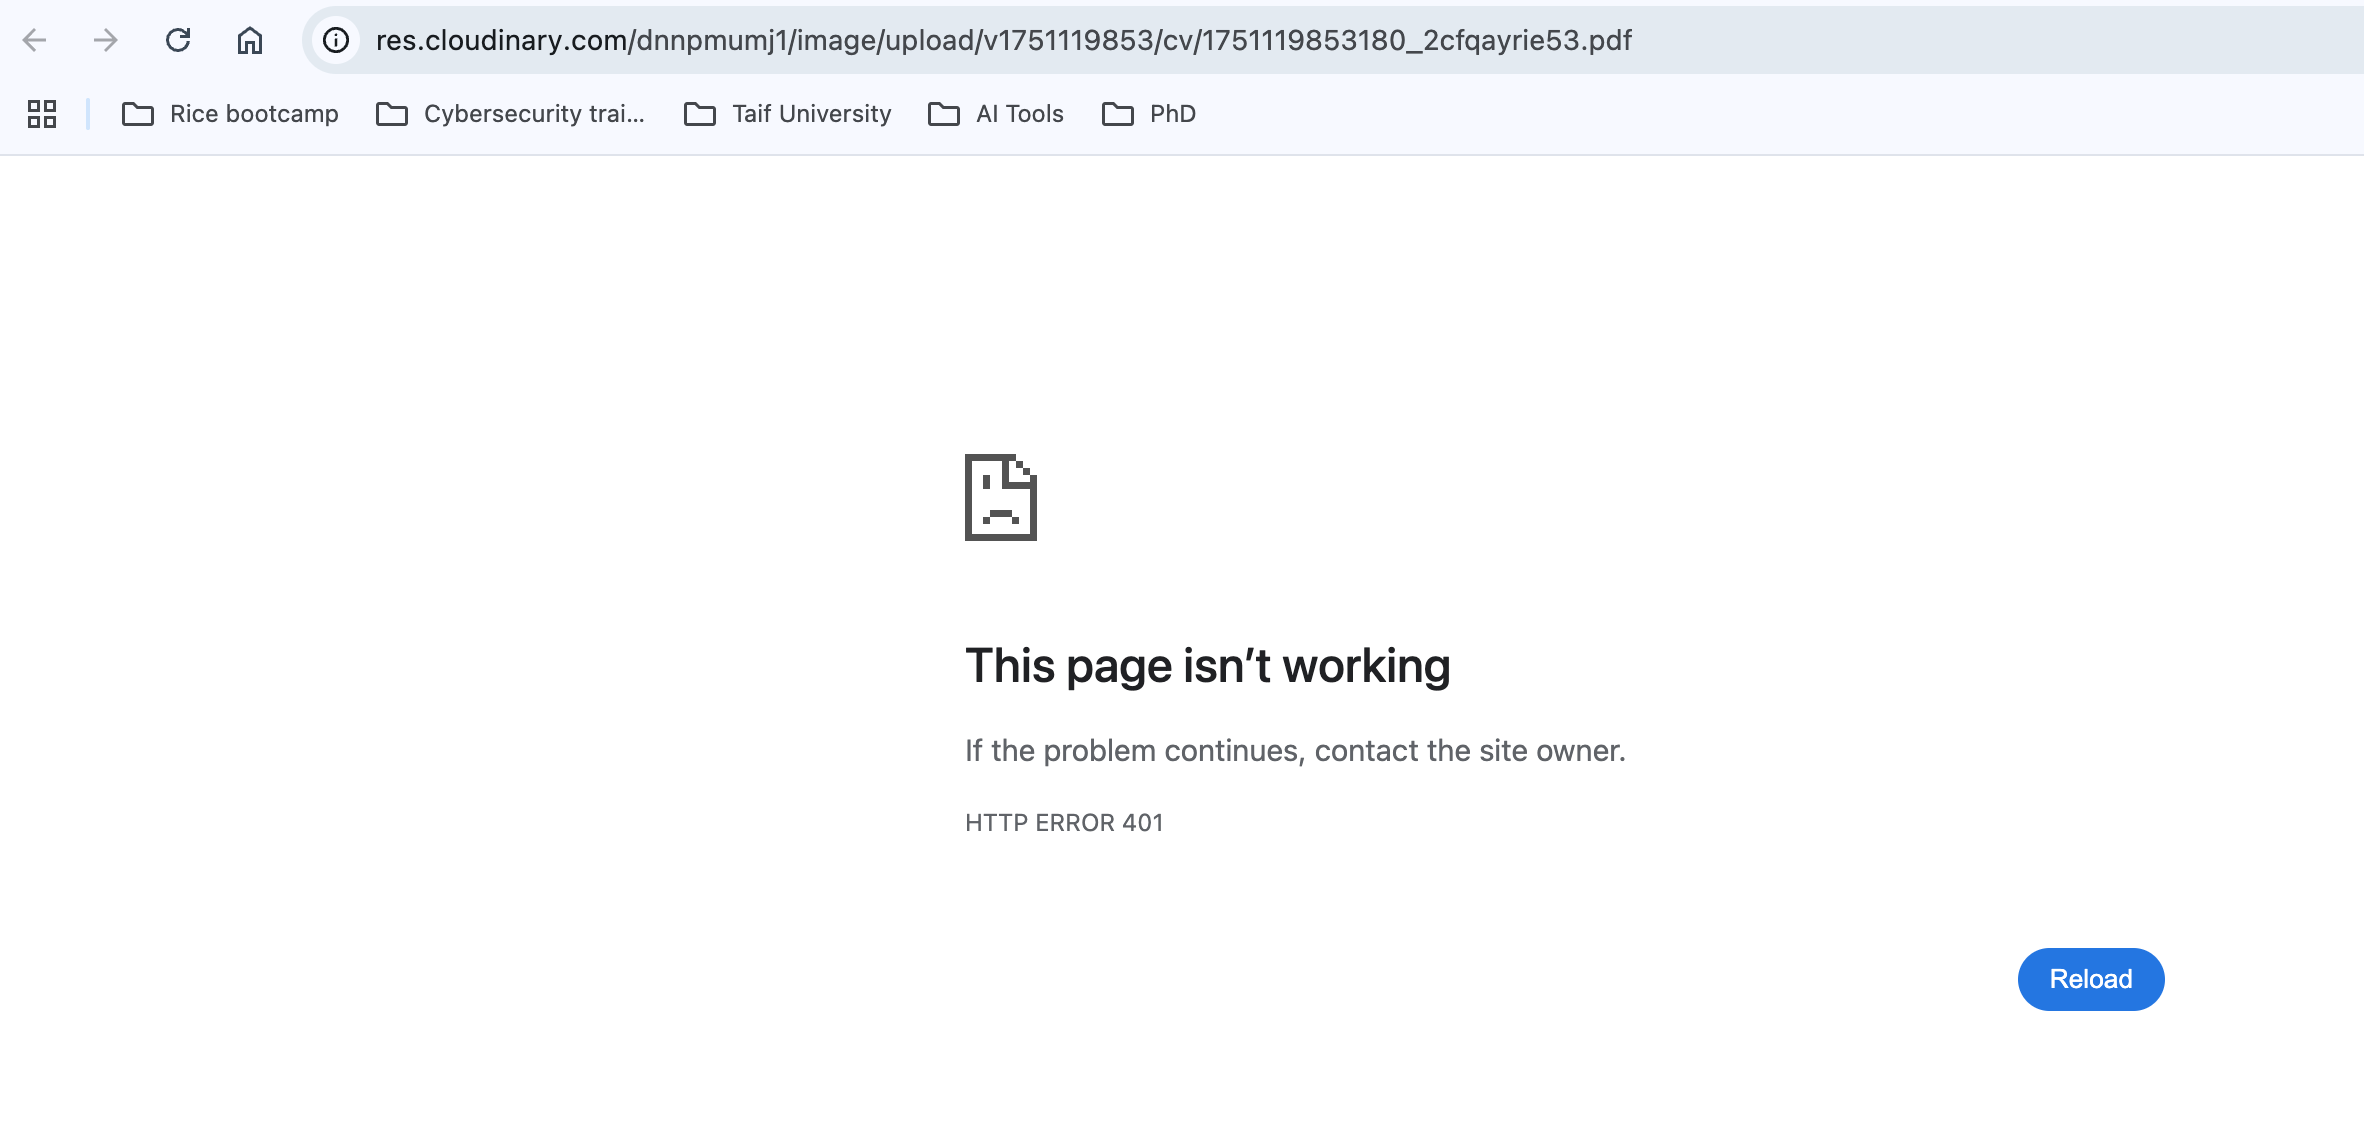 res.cloudinary.com/dnnpmumj1/image/upload/v1751119853/cv/1751119853180_2cfqayrie53.pdf
Rice bootcamp Cybersecurity trai... Taif University AI Tools PhD
This page isn’t working
If the problem continues, contact the site owner.
HTTP ERROR 401
Reload